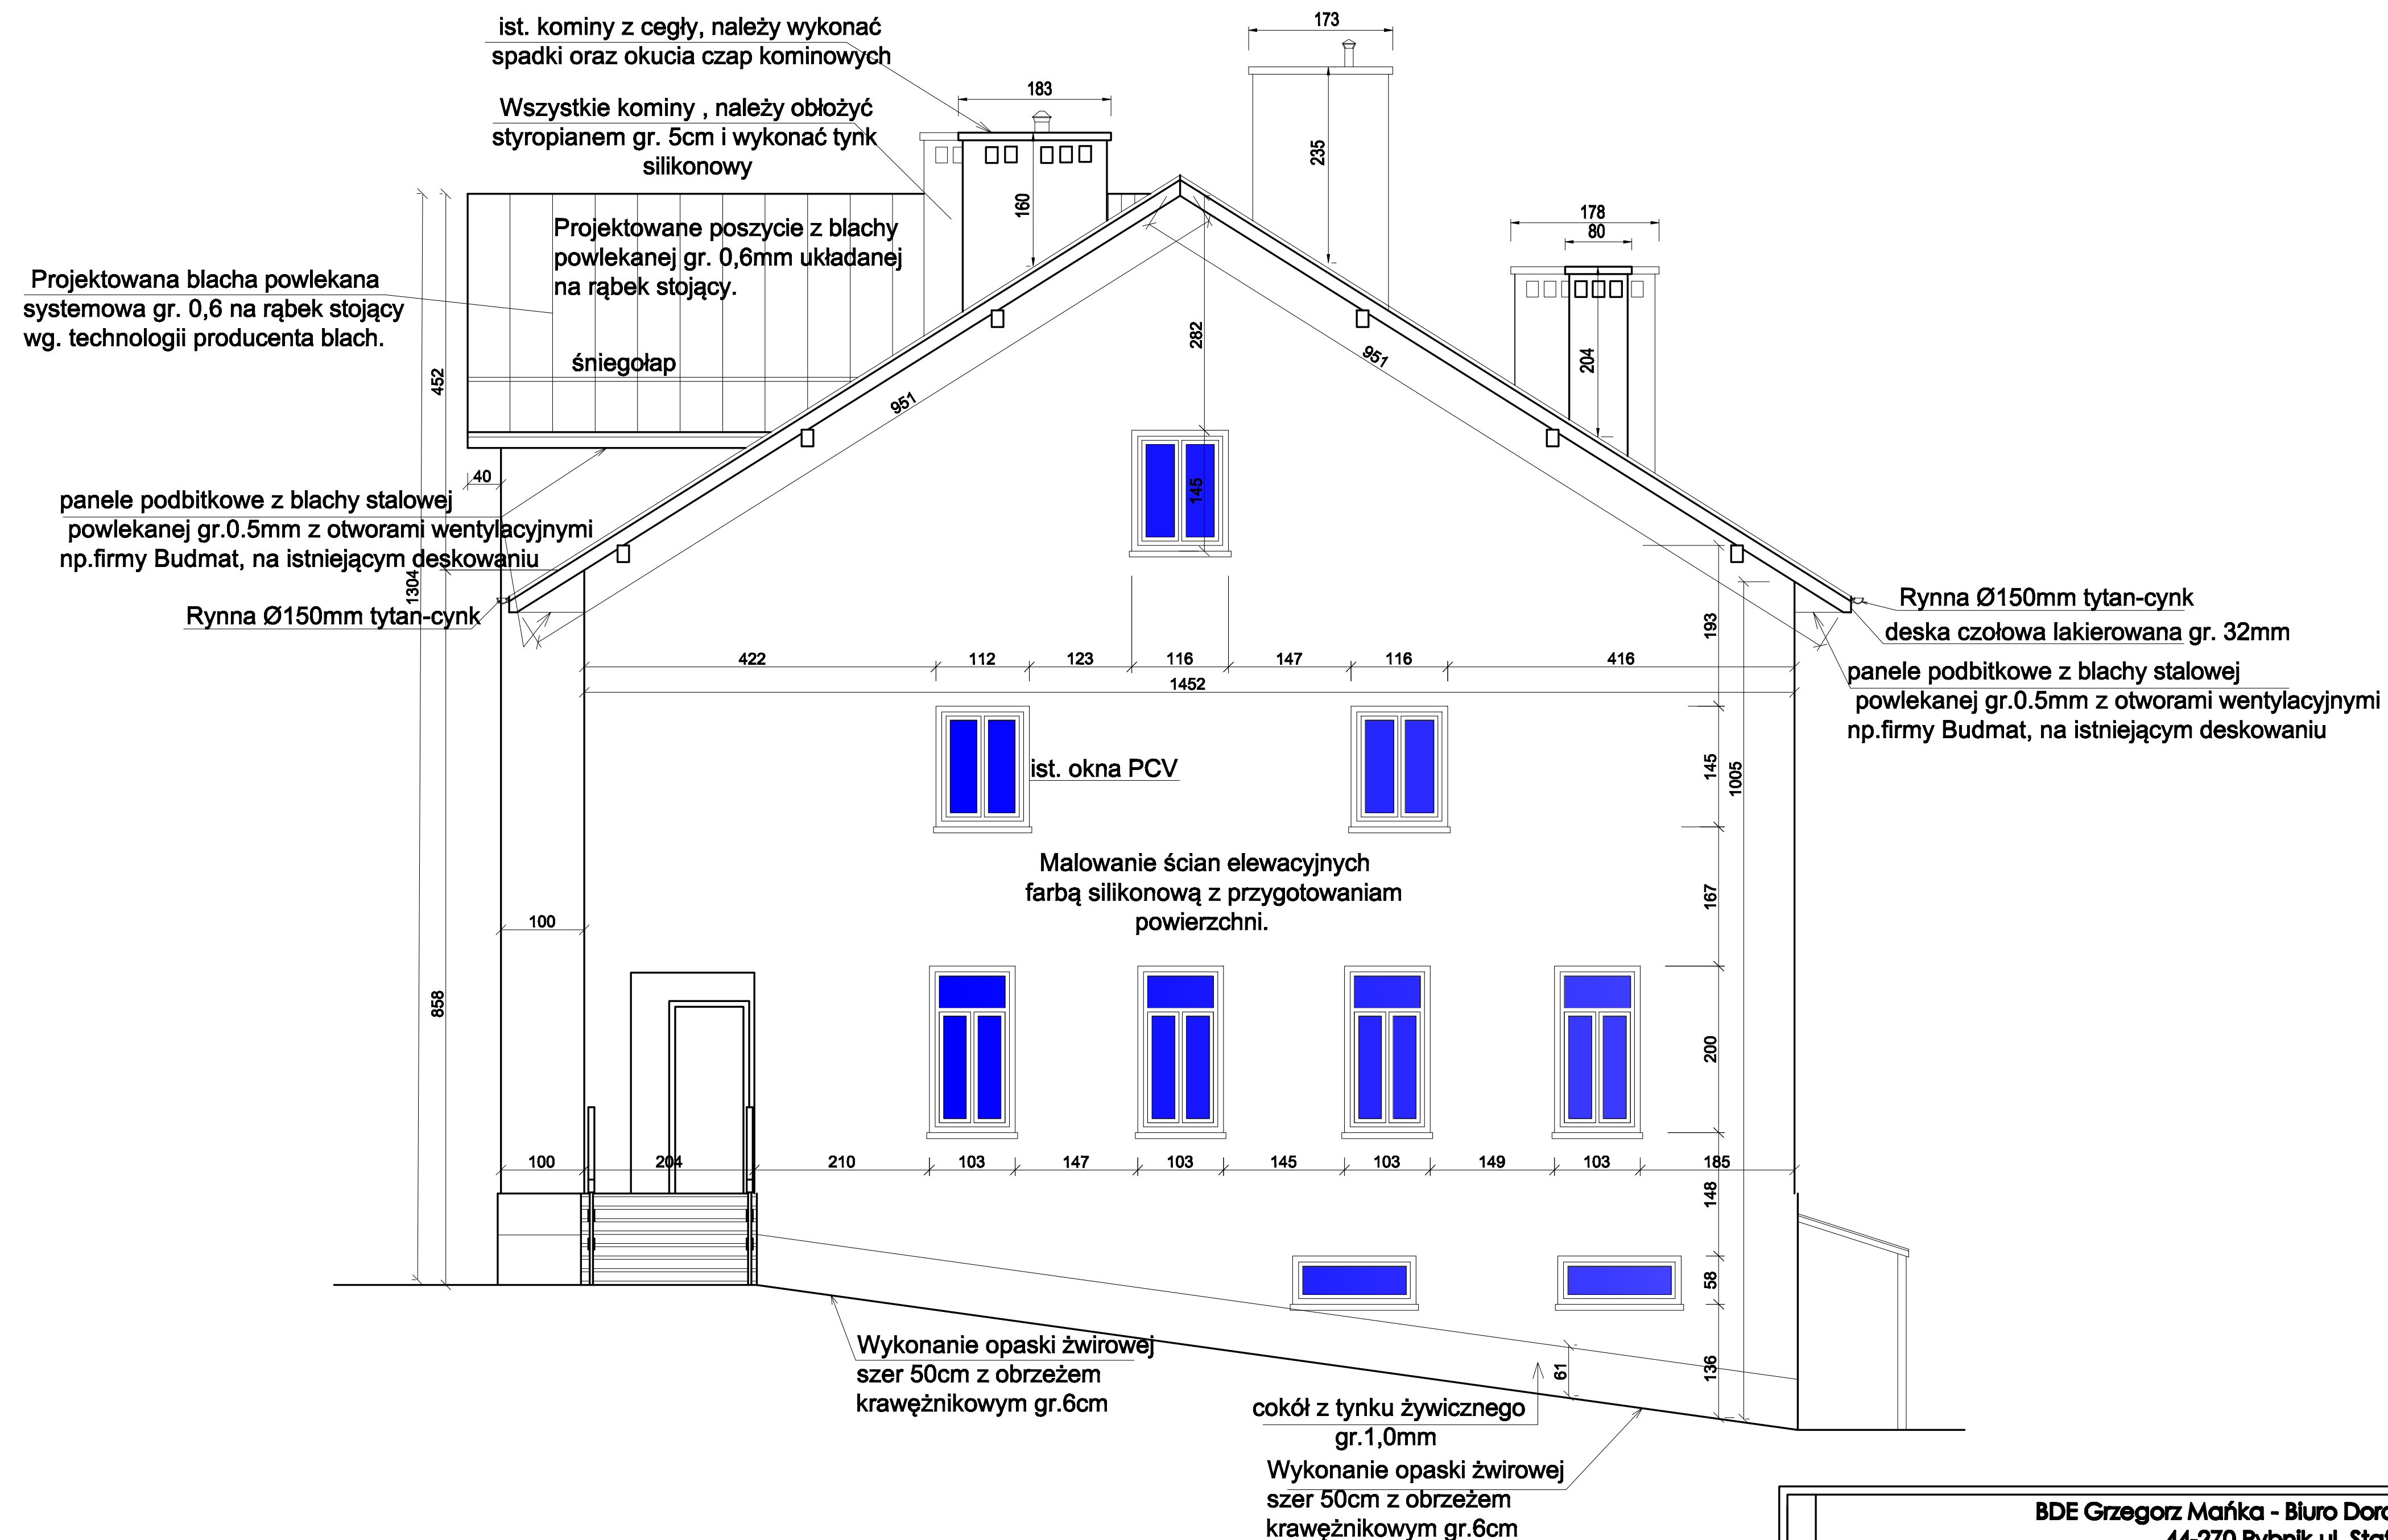 ist. kominy z cegły, należy wykonać
spadki oraz okucia czap kominowych
Wszystkie kominy , należy obłożyć
styropianem gr. 5cm i wykonać tynk
silikonowy
173
183
235
160
178
80
204
Projektowane poszycie z blachy
powlekanej gr. 0,6mm układanej
na rąbek stojący.
śniegołap
Projektowana blacha powlekana
systemowa gr. 0,6 na rąbek stojący
wg. technologii producenta blach.
452
1304
282
951
951
145
40
panele podbitkowe z blachy stalowej
powlekanej gr.0.5mm z otworami wentylacyjnymi
np.firmy Budmat, na istniejącym deskowaniu
Rynna Ø150mm tytan-cynk
Rynna Ø150mm tytan-cynk
deska czołowa lakierowana gr. 32mm
panele podbitkowe z blachy stalowej
powlekanej gr.0.5mm z otworami wentylacyjnymi
np.firmy Budmat, na istniejącym deskowaniu
422 112 123 116 147 116 416
1452
193
145
1005
ist. okna PCV
Malowanie ścian elewacyjnych
farbą silikonową z przygotowaniam
powierzchni.
167
100
858
200
100 204 210 103 147 103 145 103 149 103 185
148
58
136
61
Wykonanie opaski żwirowej
szer 50cm z obrzeżem
krawężnikowym gr.6cm
cokół z tynku żywicznego
gr.1,0mm
Wykonanie opaski żwirowej
szer 50cm z obrzeżem
krawężnikowym gr.6cm
BDE Grzegorz Mańka - Biuro
44-270 Rybnik ul.